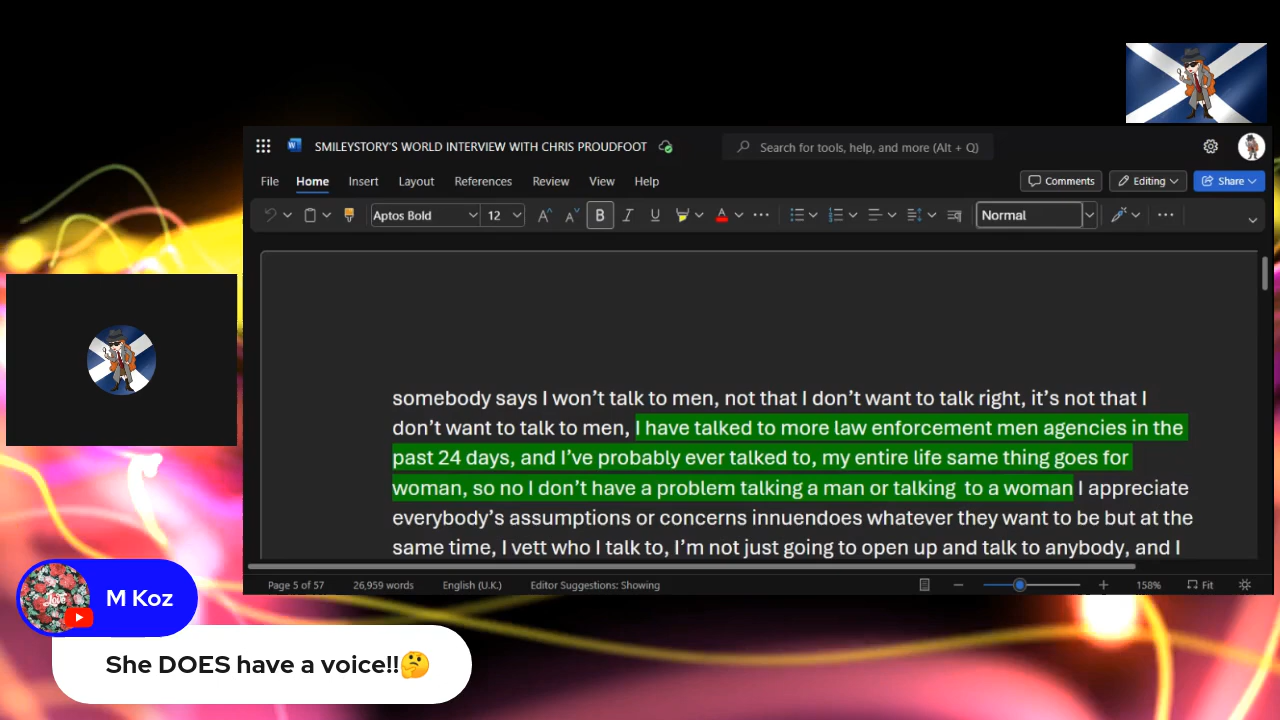 SMILEYSTORY'S WORLD INTERVIEW WITH CHRIS PROUDFOOT
Search for tools, help, and more (Alt + Q)
File Home Insert Layout References Review View Help
Comments Editing Share
Aptos Bold 12 B I U A Normal
somebody says I won't talk to men, not that I don't want to talk right, it's not that I
don't want to talk to men, I have talked to more law enforcement men agencies in the
past 24 days, and I've probably ever talked to, my entire life same thing goes for
woman, so no I don't have a problem talking a man or talking to a woman I appreciate
everybody's assumptions or concerns innuendoes whatever they want to be but at the
same time, I vett who I talk to, I'm not just going to open up and talk to anybody, and I
Page 5 of 57 26,959 words English (U.K.) Editor Suggestions: Showing 158% Fit
M Koz
She DOES have a voice!!🤔